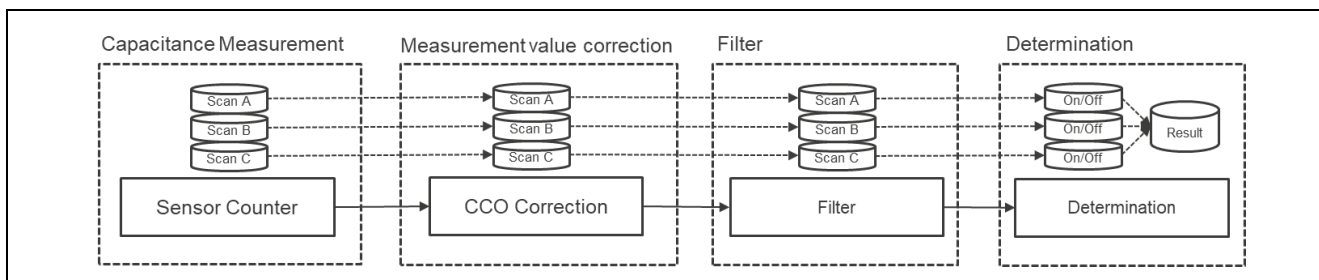 Capacitance Measurement
Measurement value correction
Filter
Determination
Scan A
Scan A
Scan A
On/Off
Scan B
Scan B
Scan B
On/Off
Result
Scan C
Scan C
Scan C
On/Off
Sensor Counter
CCO Correction
Filter
Determination